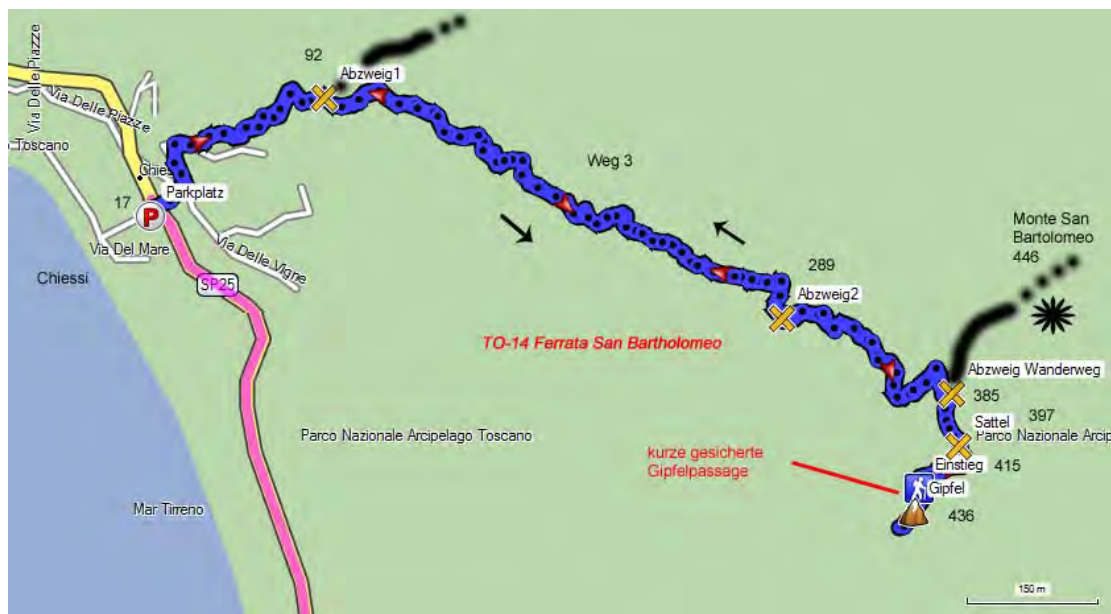 92
Abzweig1
Via Delle Piazze
Via Delle Piazze
o Toscano
Chies
Parkplatz
17
P
Via Del Mare
Via Delle Vigne
Chiessi
SP25
Weg 3
Monte San
Bartolomeo
446
289
Abzweig2
TO-14 Ferrata San Bartholomeo
Abzweig Wanderweg
385
Sattel
397
Parco Nazionale Arcipelago Toscano
Parco Nazionale Arcip
kurze gesicherte
Gipfelpassage
Einstieg
415
Gipfel
436
Mar Tirreno
150 m